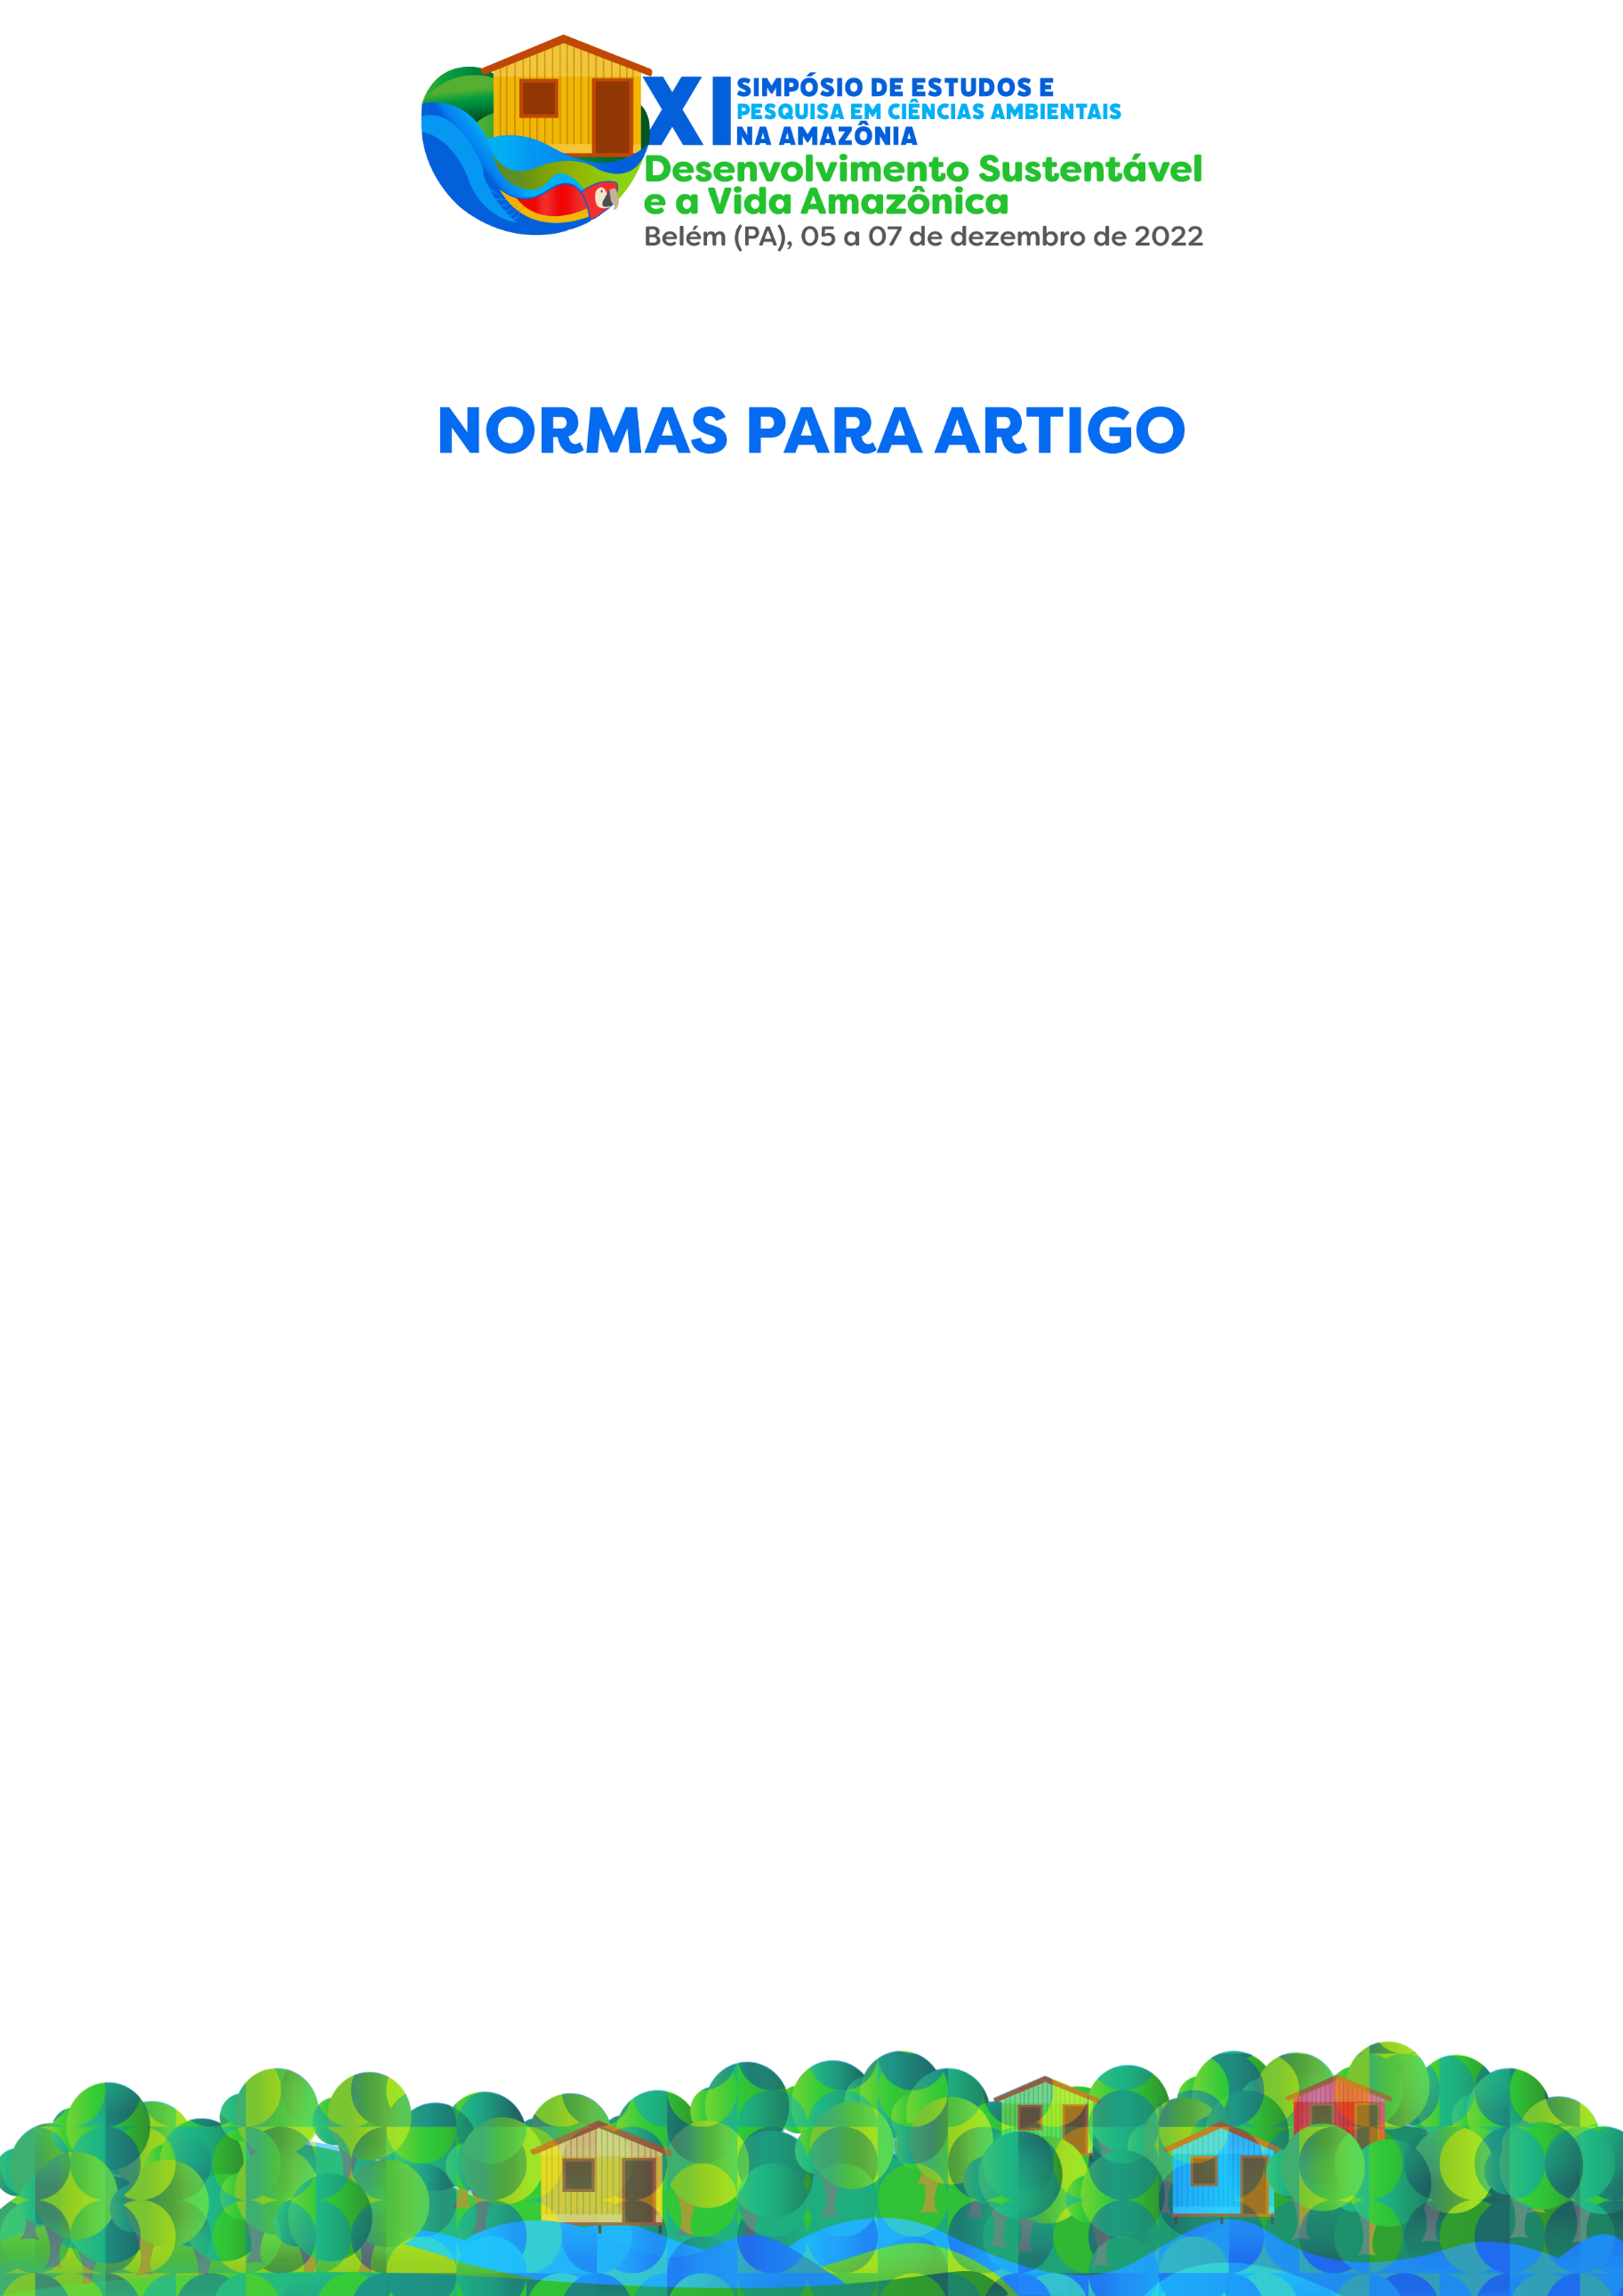 XI
SIMPÓSIO DE ESTUDOS E
PESQUISA EM CIÊNCIAS AMBIENTAIS
NA AMAZÔNIA
Desenvolvimento Sustentável
e a Vida Amazônica
Belém (PA), 05 a 07 de dezembro de 2022
NORMAS PARA ARTIGO